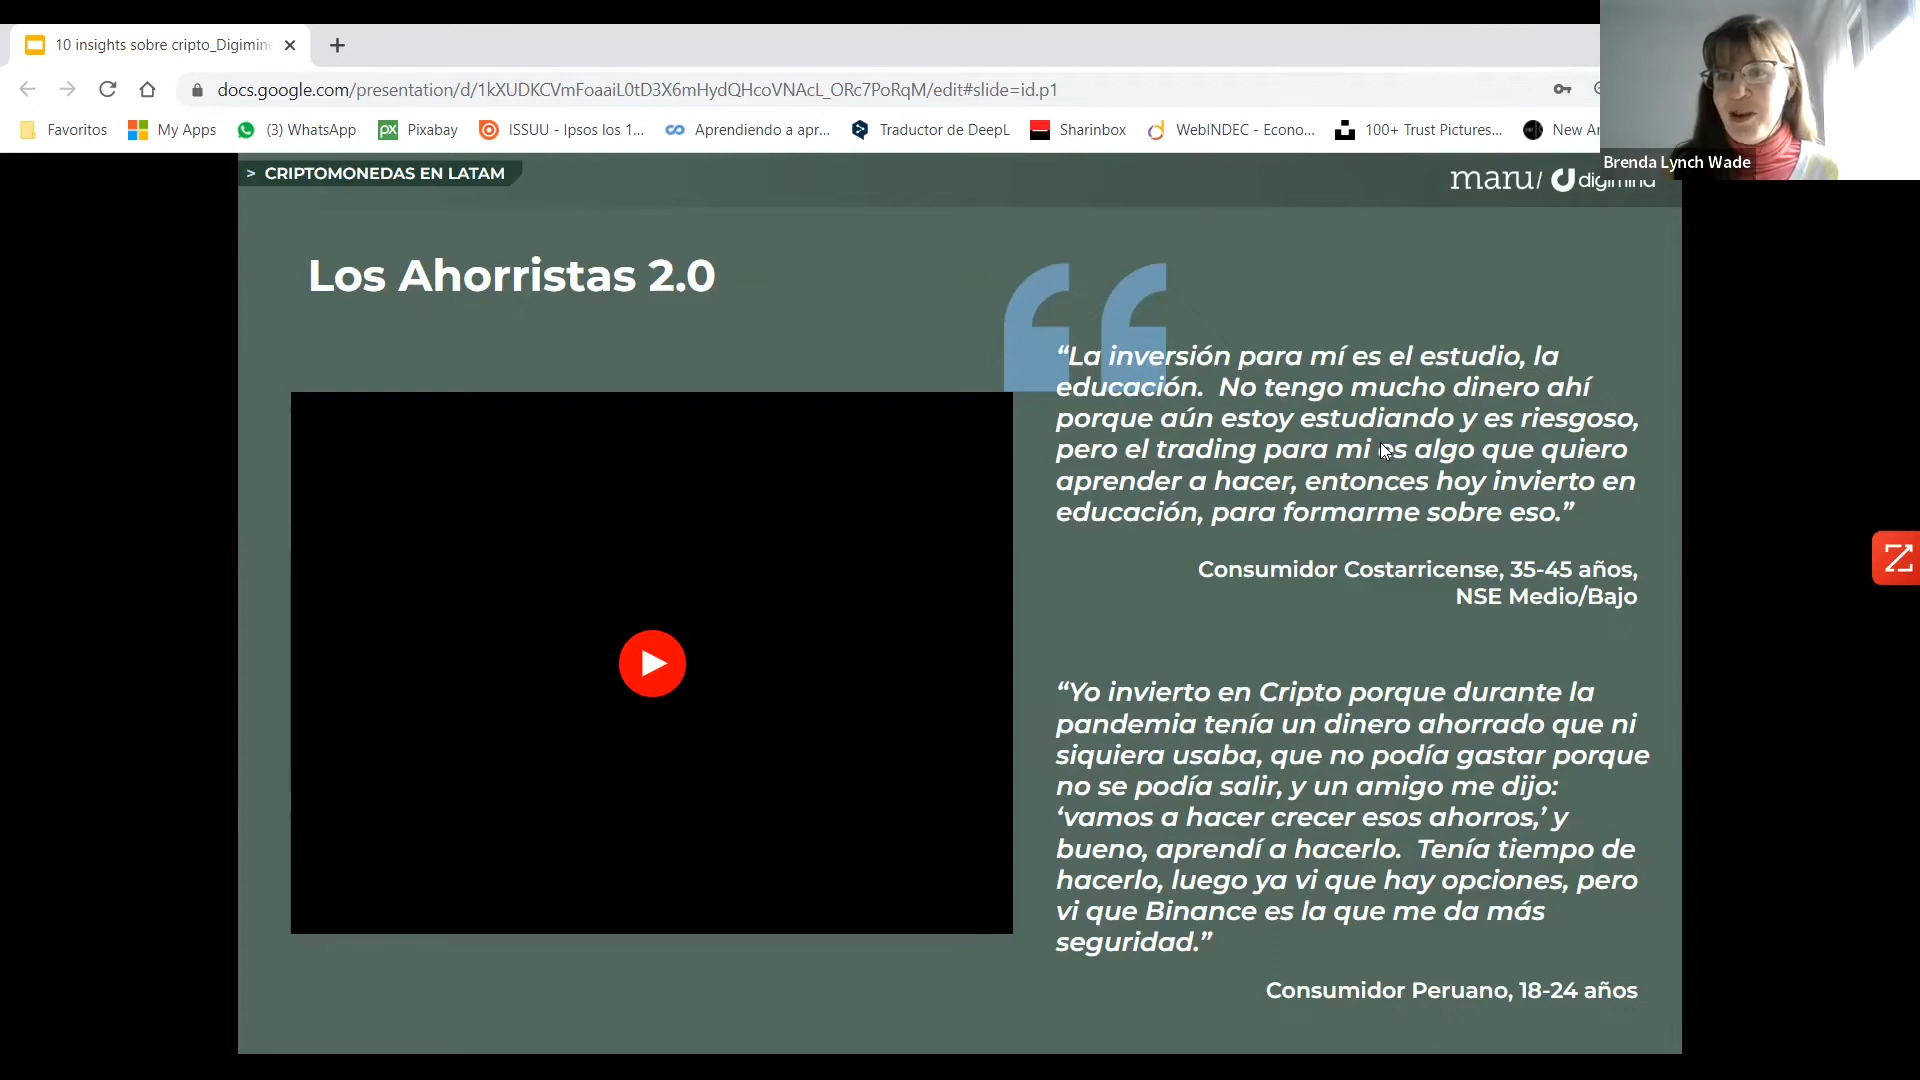 10 insights sobre cripto_Digimin
docs.google.com/presentation/d/1kXUDKCVmFoaaiL0tD3X6mHydQHcoVNAcL_ORc7PoRqM/edit#slide=id.p1
Favoritos My Apps (3) WhatsApp Pixabay ISSUU - Ipsos los 1... Aprendiendo a apr... Traductor de DeepL Sharinbox WebINDEC - Econo... 100+ Trust Pictures... New Ar
Brenda Lynch Wade
> CRIPTOMONEDAS EN LATAM
maru/ digimind
Los Ahorristas 2.0
“La inversión para mí es el estudio, la
educación. No tengo mucho dinero ahí
porque aún estoy estudiando y es riesgoso,
pero el trading para mi es algo que quiero
aprender a hacer, entonces hoy invierto en
educación, para formarme sobre eso.”
Consumidor Costarricense, 35-45 años,
NSE Medio/Bajo
“Yo invierto en Cripto porque durante la
pandemia tenía un dinero ahorrado que ni
siquiera usaba, que no podía gastar porque
no se podía salir, y un amigo me dijo:
‘vamos a hacer crecer esos ahorros,’ y
bueno, aprendí a hacerlo. Tenía tiempo de
hacerlo, luego ya vi que hay opciones, pero
vi que Binance es la que me da más
seguridad.”
Consumidor Peruano, 18-24 años